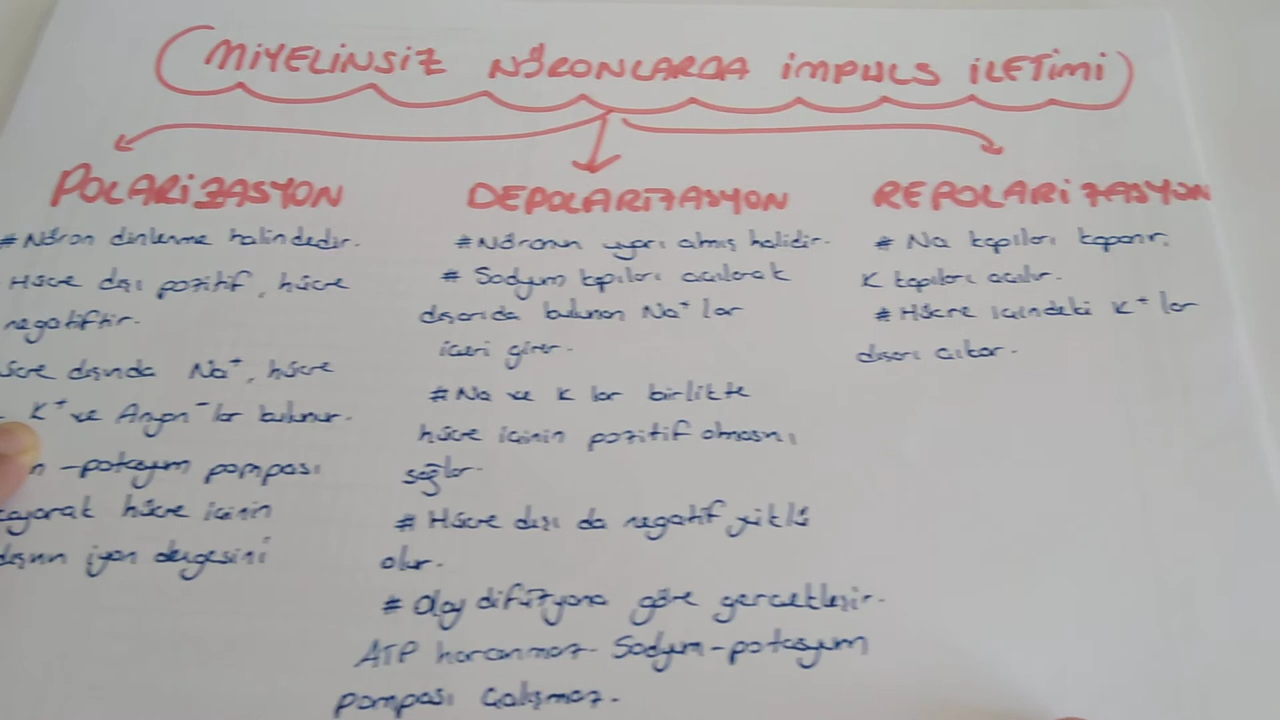 MİYELİNSİZ NÖRONLARDA İMPULS İLETİMİ
POLARİZASYON
# Nöron dinlenme halindedir.
Hücre dışı pozitif, hücre
negatiftir.
ücre dışında Na⁺, hücre
K⁺ ve Anyon⁻lar bulunur.
n-potasyum pompası
hücre içinin
dışının iyon dengesini
DEPOLARİZASYON
# Nöronun uyarı almış halidir.
# Sodyum kapıları açılarak
dışarıda bulunan Na⁺ lar
içeri girer.
# Na ve K lar birlikte
hücre içinin pozitif olmasını
sağlar.
# Hücre dışı da negatif yüklü
olur.
# Olay difüzyona göre gerçekleşir.
ATP harcanmaz. Sodyum-potasyum
pompası çalışmaz.
REPOLARİZASYON
# Na kapıları kapanır,
K kapıları açılır.
# Hücre içindeki K⁺ lar
dışarı çıkar.